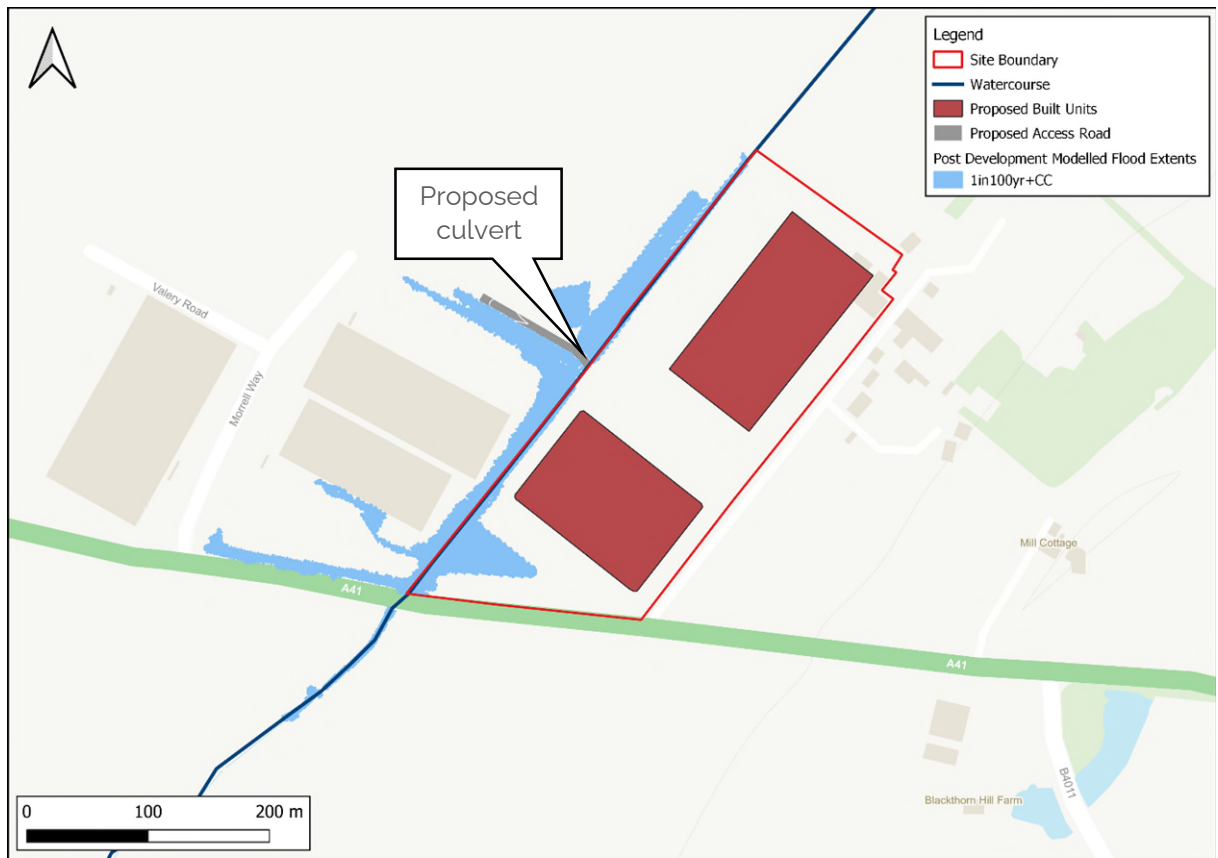 Legend
Site Boundary
Watercourse
Proposed Built Units
Proposed Access Road
Post Development Modelled Flood Extents
1in100yr+CC
Proposed
culvert
Valery Road
Morrell Way
A41
Mill Cottage
A41
B4011
Blackthorn Hill Farm
0 100 200 m